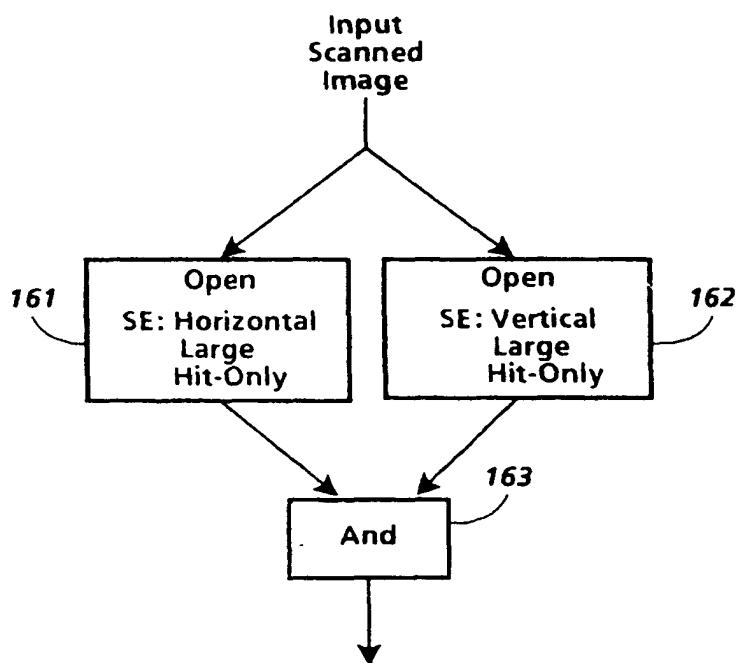 Input
Scanned
Image
161
Open
SE: Horizontal
Large
Hit-Only
Open
SE: Vertical
Large
Hit-Only
162
163
And